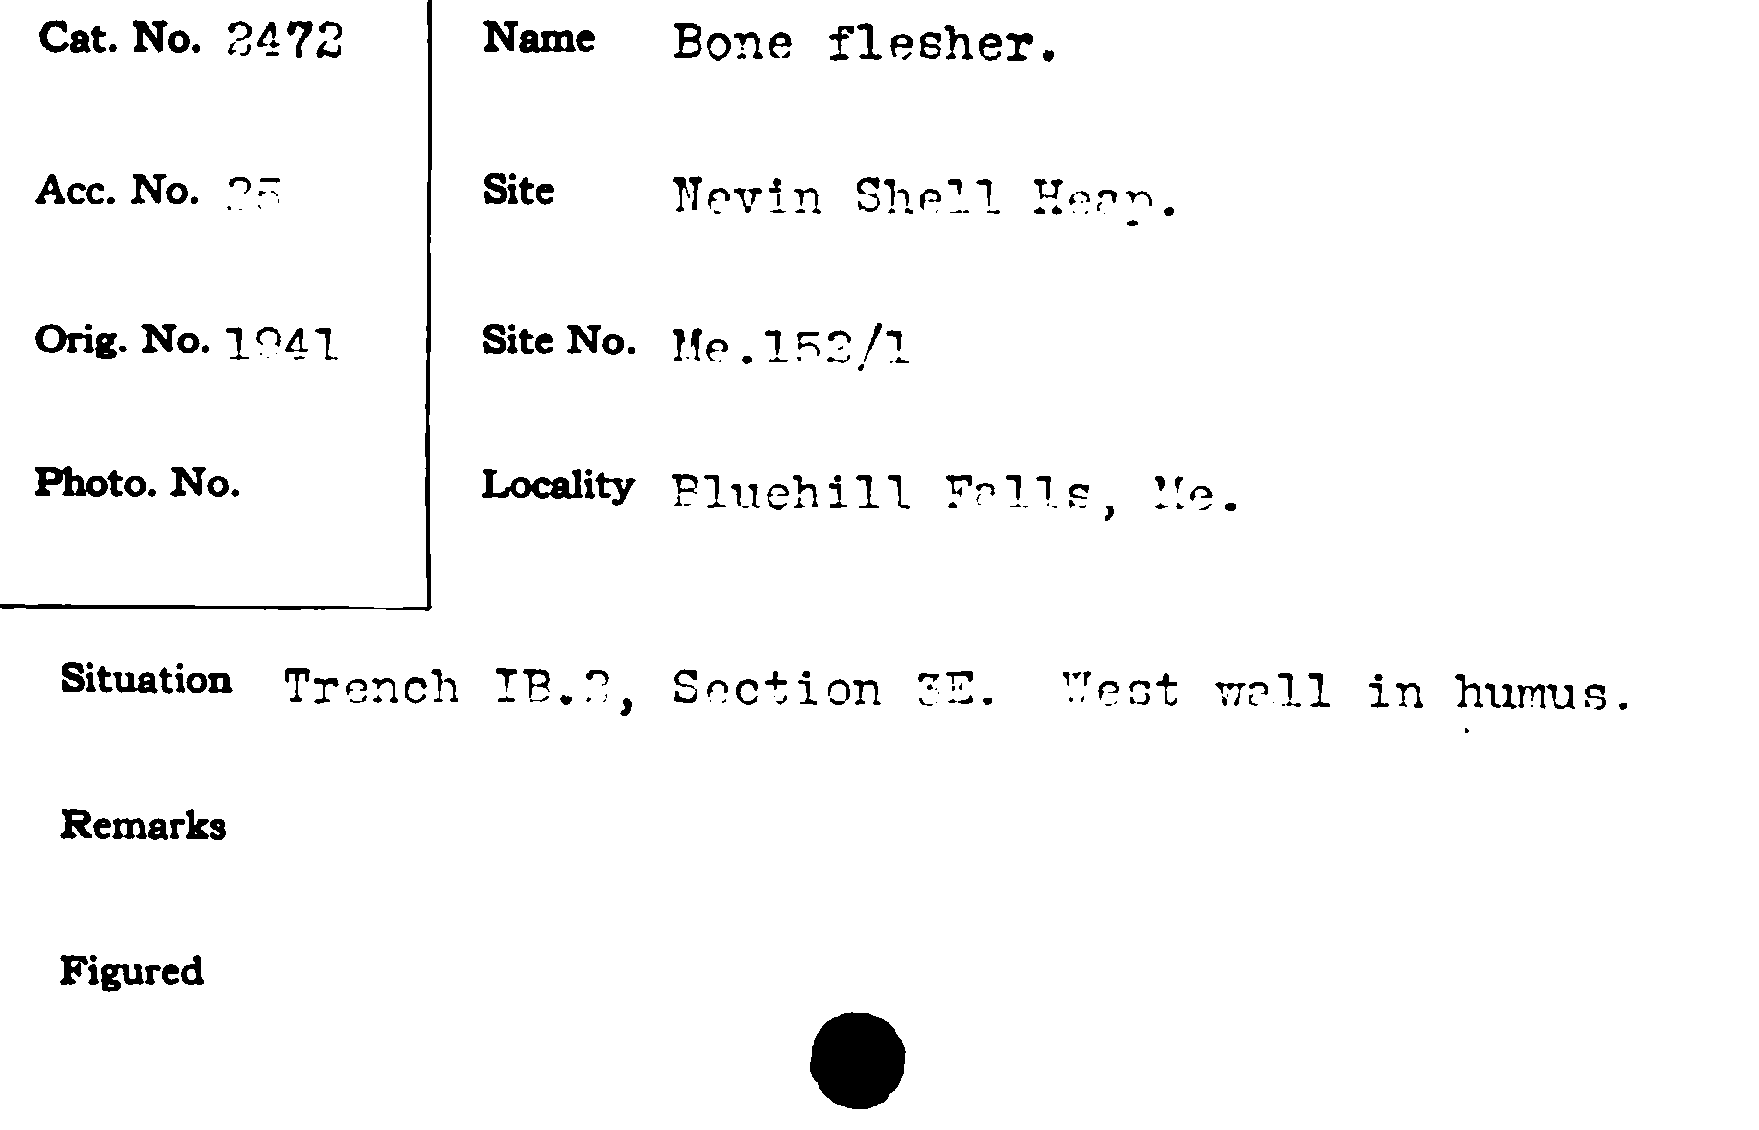 Cat. No. 2472 Name Bone flesher.
Acc. No. 25 Site Nevin Shell Heap.
Orig. No. 1941 Site No. Me.152/1
Photo. No. Locality Bluehill Falls, Me.
Situation Trench IB.2, Section 3E. West wall in humus.
Remarks
Figured